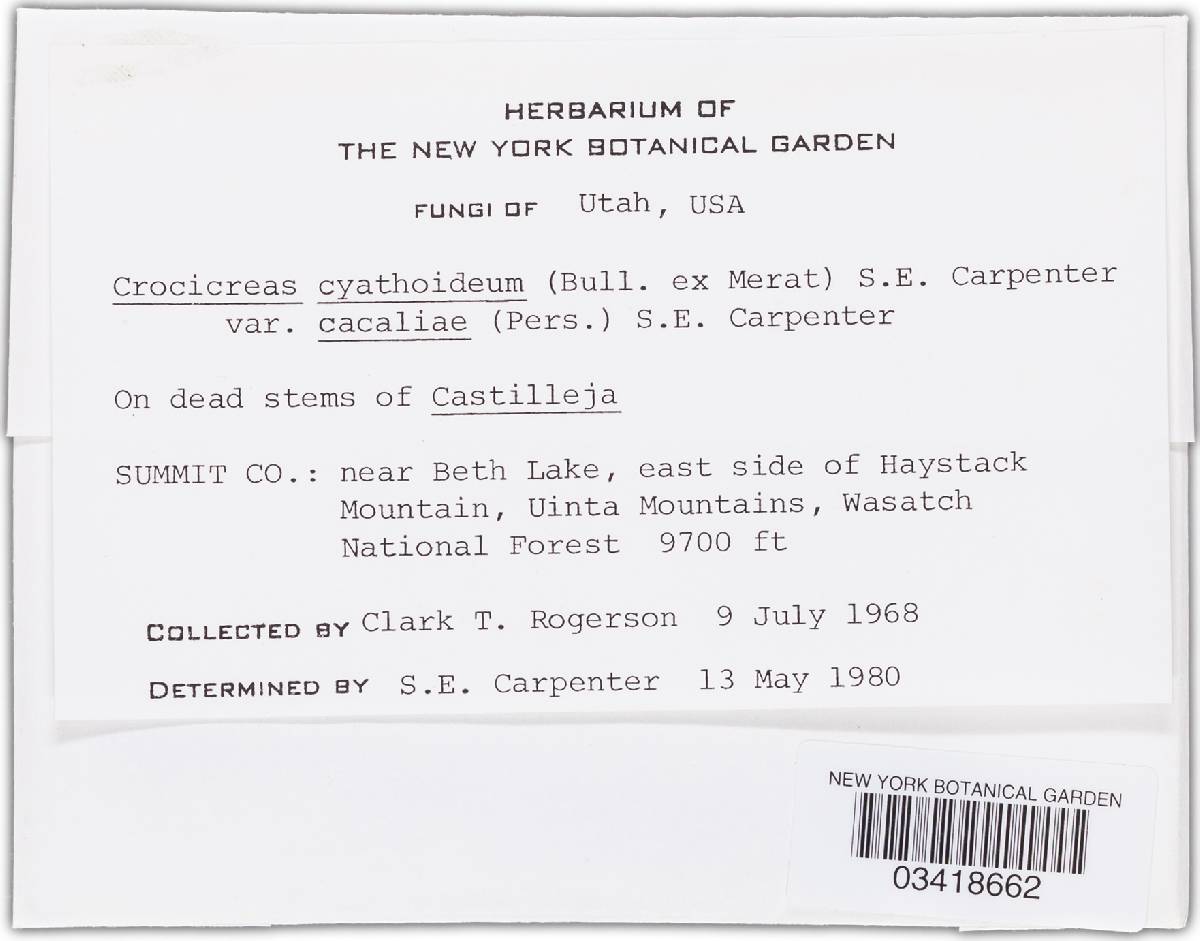 HERBARIUM OF
THE NEW YORK BOTANICAL GARDEN
FUNGI OF Utah, USA
Crocicreas cyathoideum (Bull. ex Merat) S.E. Carpenter
var. cacaliae (Pers.) S.E. Carpenter
On dead stems of Castilleja
SUMMIT CO.: near Beth Lake, east side of Haystack
Mountain, Uinta Mountains, Wasatch
National Forest 9700 ft
COLLECTED BY Clark T. Rogerson 9 July 1968
DETERMINED BY S.E. Carpenter 13 May 1980
NEW YORK BOTANICAL GARDEN
03418662